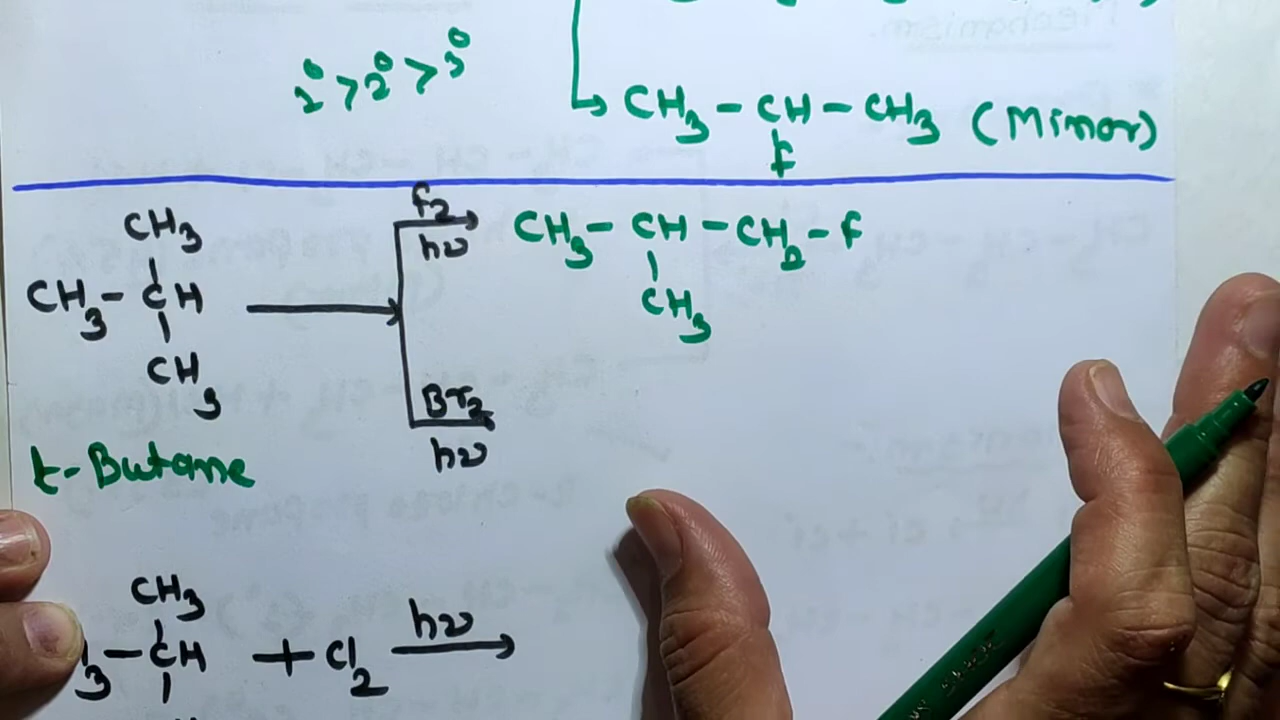 1° > 2° > 3°
CH3 - CH - CH3 (Minor)
F
CH3
CH3 - CH
CH3
t-Butane
F2
hν
CH3 - CH - CH2 - F
CH3
Br2
hν
CH3
3 - CH + Cl2 hν